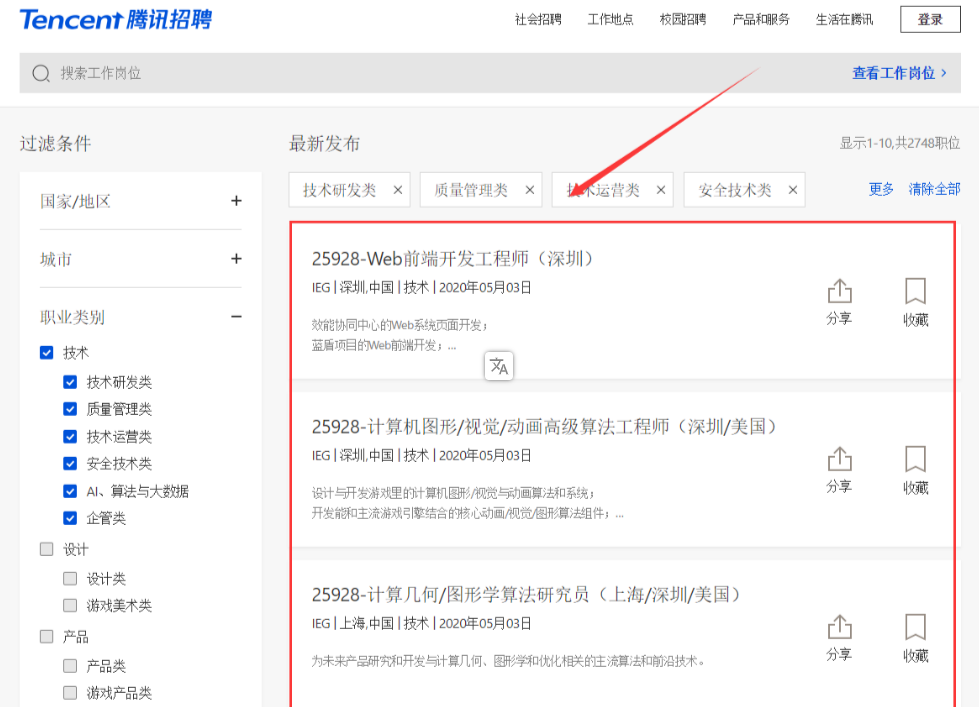 Tencent 腾讯招聘
社会招聘 工作地点 校园招聘 产品和服务 生活在腾讯 登录
搜索工作岗位 查看工作岗位 >
过滤条件
最新发布
显示1-10,共2748职位
技术研发类 × 质量管理类 × 技术运营类 × 安全技术类 × 更多 清除全部
国家/地区 +
城市 +
职业类别 −
技术
技术研发类
质量管理类
技术运营类
安全技术类
AI、算法与大数据
企管类
设计
设计类
游戏美术类
产品
产品类
游戏产品类
25928-Web前端开发工程师（深圳）
IEG | 深圳,中国 | 技术 | 2020年05月03日
效能协同中心的Web系统页面开发；
蓝盾项目的Web前端开发；...
分享 收藏
25928-计算机图形/视觉/动画高级算法工程师（深圳/美国）
IEG | 深圳,中国 | 技术 | 2020年05月03日
设计与开发游戏里的计算机图形/视觉与动画算法和系统；
开发能和主流游戏引擎结合的核心动画/视觉/图形算法组件；...
分享 收藏
25928-计算几何/图形学算法研究员（上海/深圳/美国）
IEG | 上海,中国 | 技术 | 2020年05月03日
为未来产品研究和开发与计算几何、图形学和优化相关的主流算法和前沿技术。
分享 收藏